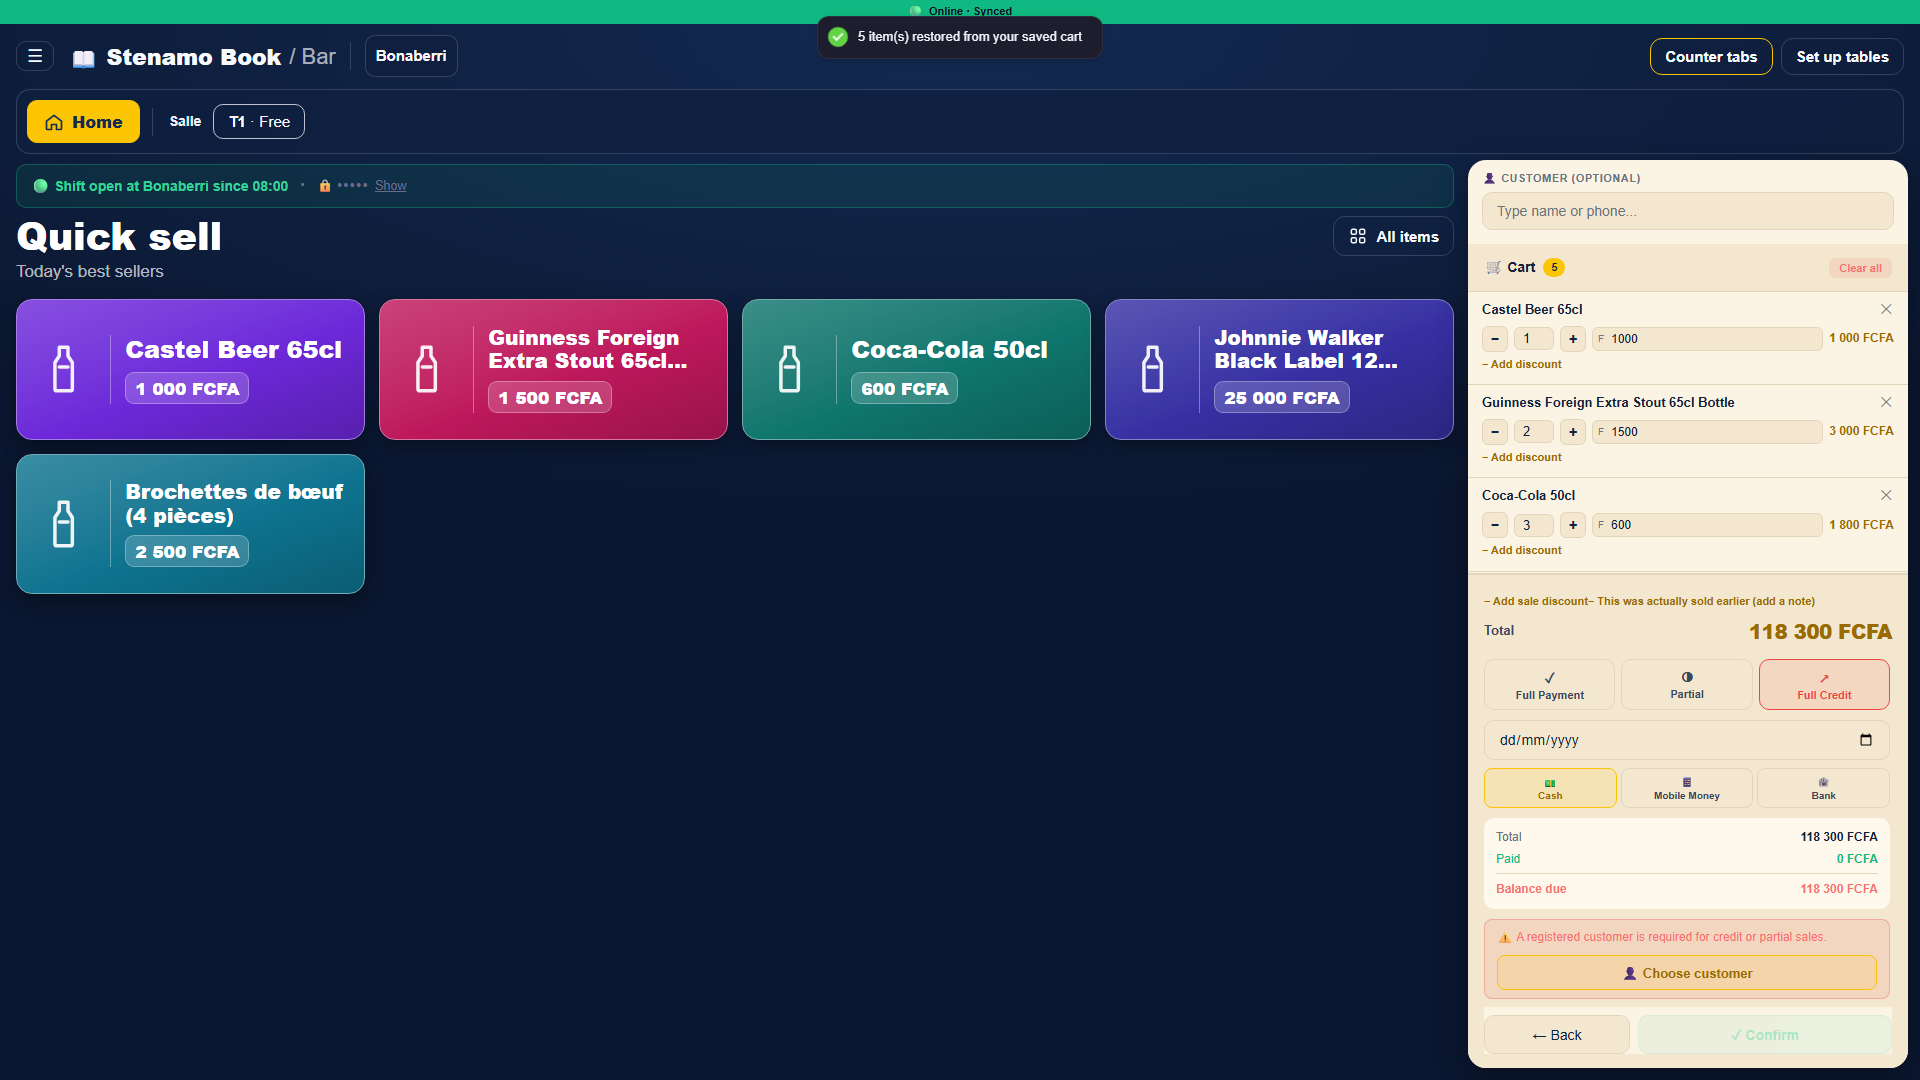 Online · Synced
5 item(s) restored from your saved cart
Stenamo Book / Bar
Bonaberri
Counter tabs
Set up tables
Home
Salle
T1 · Free
Shift open at Bonaberri since 08:00 · ••••• Show
Quick sell
Today's best sellers
All items
Castel Beer 65cl
1 000 FCFA
Guinness Foreign
Extra Stout 65cl...
1 500 FCFA
Coca-Cola 50cl
600 FCFA
Johnnie Walker
Black Label 12...
25 000 FCFA
Brochettes de bœuf
(4 pièces)
2 500 FCFA
CUSTOMER (OPTIONAL)
Type name or phone...
Cart 5
Clear all
Castel Beer 65cl
− 1 + F 1000 1 000 FCFA
− Add discount
Guinness Foreign Extra Stout 65cl Bottle
− 2 + F 1500 3 000 FCFA
− Add discount
Coca-Cola 50cl
− 3 + F 600 1 800 FCFA
− Add discount
− Add sale discount− This was actually sold earlier (add a note)
Total 118 300 FCFA
✓ Full Payment
Partial
↗ Full Credit
dd/mm/yyyy
Cash
Mobile Money
Bank
Total 118 300 FCFA
Paid 0 FCFA
Balance due 118 300 FCFA
A registered customer is required for credit or partial sales.
Choose customer
← Back
✓ Confirm